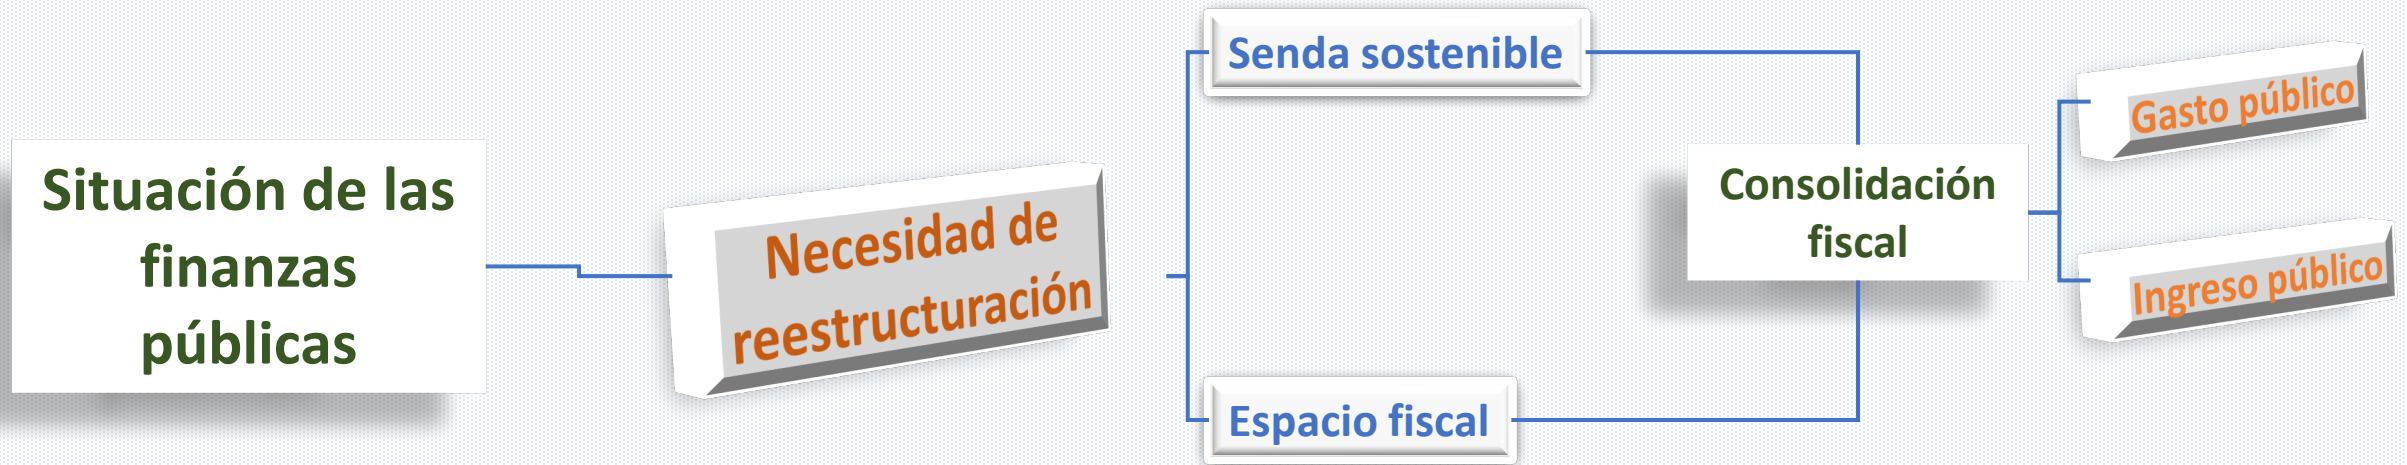 Situación de las
finanzas
públicas
Necesidad de
reestructuración
Senda sostenible
Espacio fiscal
Consolidación
fiscal
Gasto público
Ingreso público